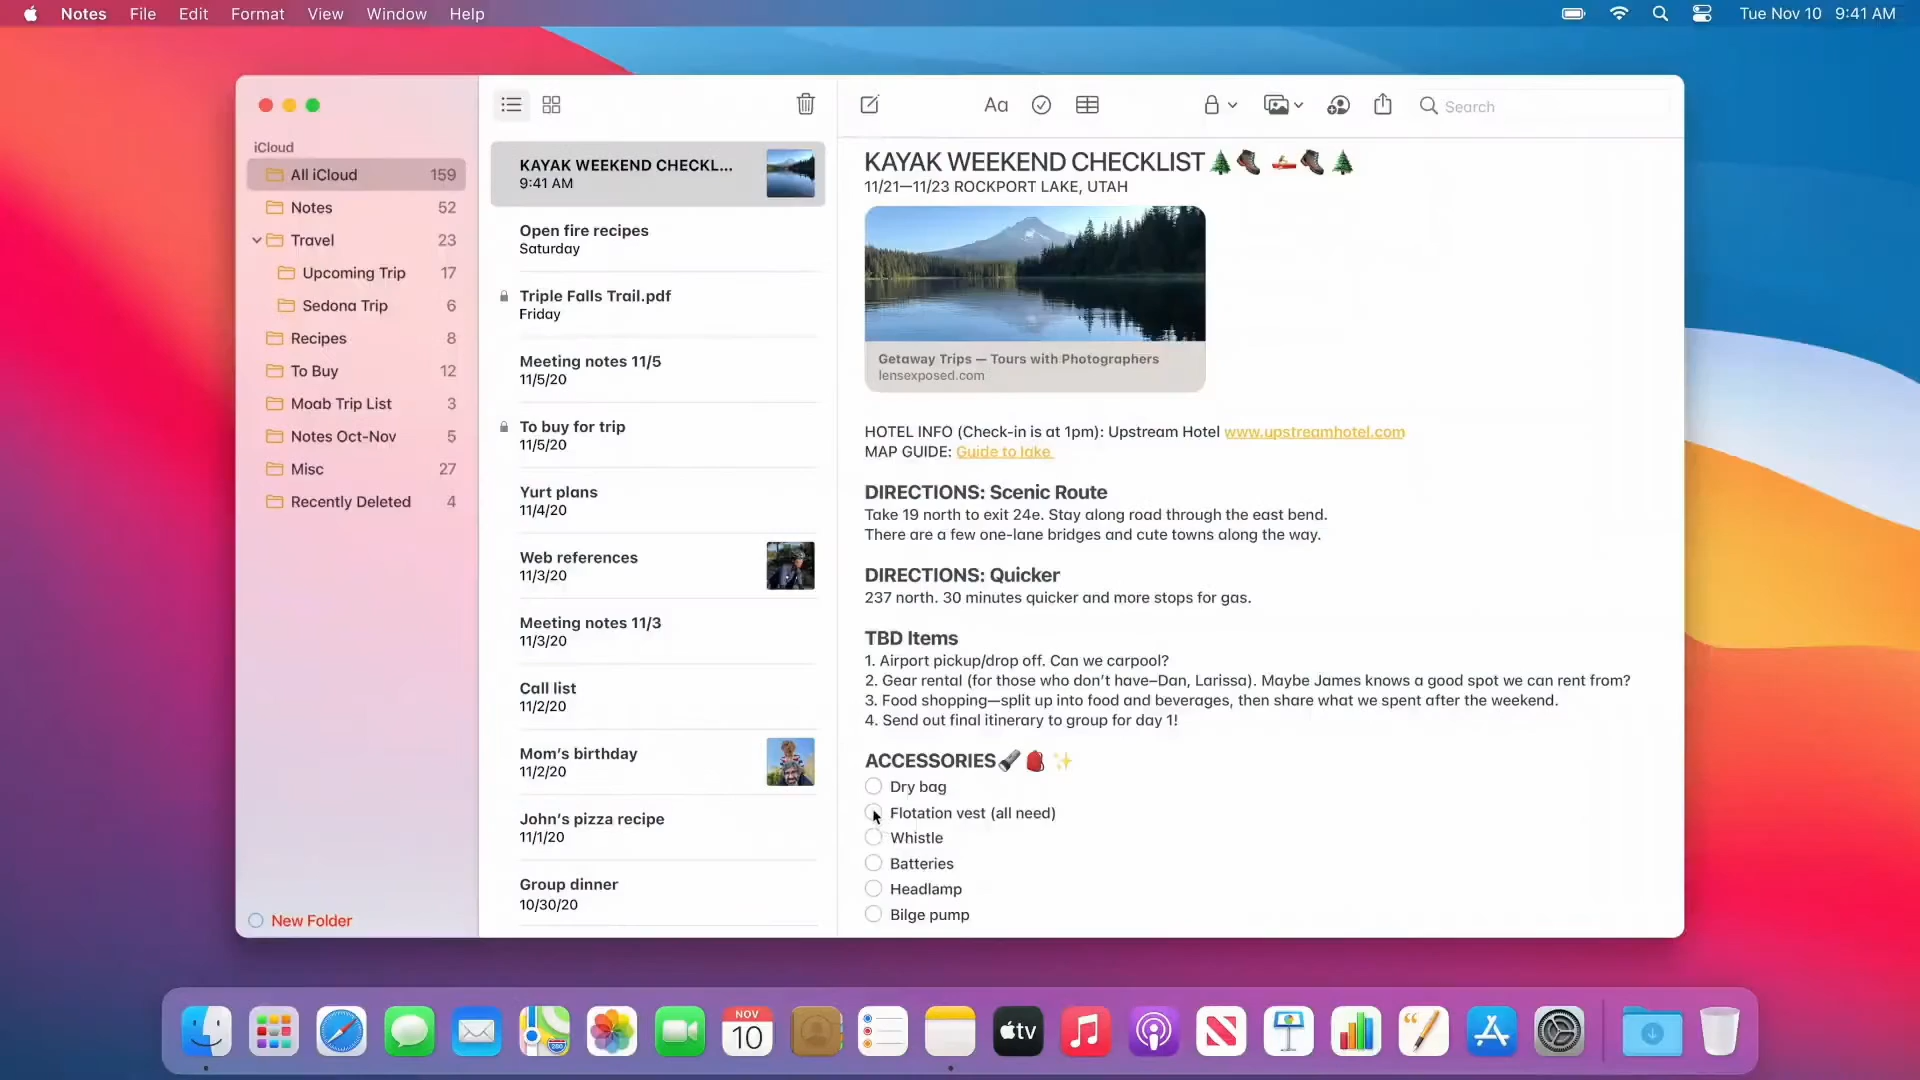 Notes File Edit Format View Window Help Tue Nov 10 9:41 AM
iCloud
All iCloud 159
Notes 52
Travel 23
Upcoming Trip 17
Sedona Trip 6
Recipes 8
To Buy 12
Moab Trip List 3
Notes Oct-Nov 5
Misc 27
Recently Deleted 4
New Folder
KAYAK WEEKEND CHECKL...
9:41 AM
Open fire recipes
Saturday
Triple Falls Trail.pdf
Friday
Meeting notes 11/5
11/5/20
To buy for trip
11/5/20
Yurt plans
11/4/20
Web references
11/3/20
Meeting notes 11/3
11/3/20
Call list
11/2/20
Mom's birthday
11/2/20
John's pizza recipe
11/1/20
Group dinner
10/30/20
Aa
Search
KAYAK WEEKEND CHECKLIST🌲🥾 🚣🥾🌲
11/21—11/23 ROCKPORT LAKE, UTAH
Getaway Trips — Tours with Photographers
lensexposed.com
HOTEL INFO (Check-in is at 1pm): Upstream Hotel www.upstreamhotel.com
MAP GUIDE: Guide to lake
DIRECTIONS: Scenic Route
Take 19 north to exit 24e. Stay along road through the east bend.
There are a few one-lane bridges and cute towns along the way.
DIRECTIONS: Quicker
237 north. 30 minutes quicker and more stops for gas.
TBD Items
1. Airport pickup/drop off. Can we carpool?
2. Gear rental (for those who don't have–Dan, Larissa). Maybe James knows a good spot we can rent from?
3. Food shopping—split up into food and beverages, then share what we spent after the weekend.
4. Send out final itinerary to group for day 1!
ACCESSORIES🔦🎒✨
Dry bag
Flotation vest (all need)
Whistle
Batteries
Headlamp
Bilge pump
NOV
10
tv
280